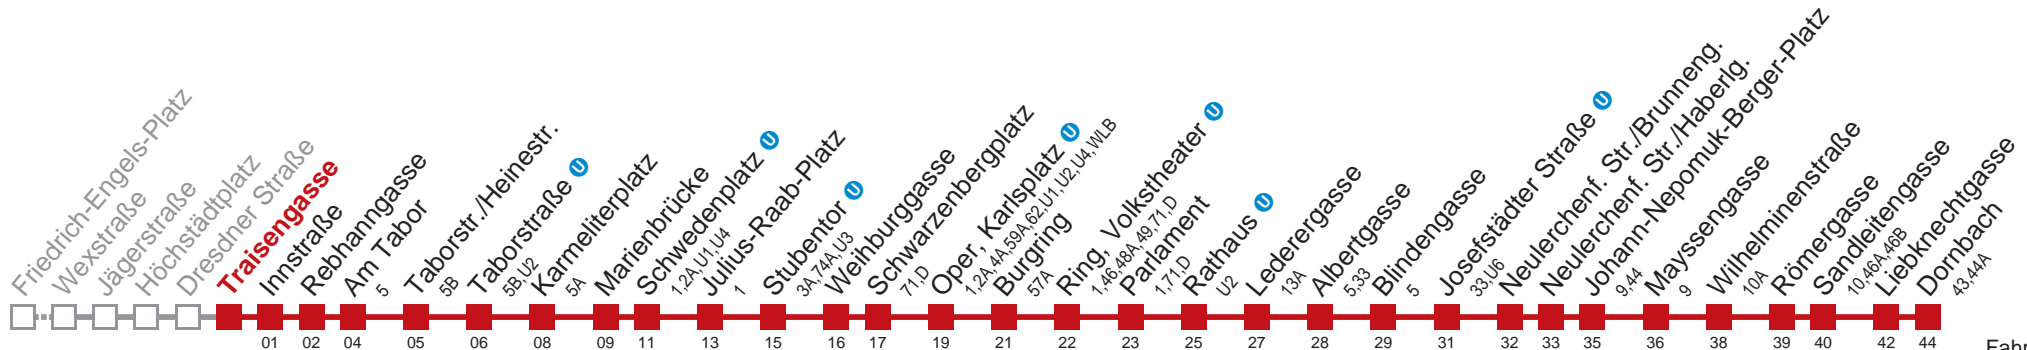 Friedrich-Engels-Platz
Wexstraße
Jägerstraße
Höchstädtplatz
Dresdner Straße
Traisengasse
Innstraße
01
Rebhanngasse
02
Am Tabor
5
04
Taborstr./Heinestr.
5B
05
Taborstraße U
5B,U2
06
Karmeliterplatz
5A
08
Marienbrücke
09
Schwedenplatz U
1,2A,U1,U4
11
Julius-Raab-Platz
1
13
Stubentor U
3A,74A,U3
15
Weihburggasse
16
Schwarzenbergplatz
71,D
17
Oper, Karlsplatz U
1,2A,4A,59A,62,U1,U2,U4,WLB
19
Burgring
57A
21
Ring, Volkstheater U
1,46,48A,49,71,D
22
Parlament
1,71,D
23
Rathaus U
U2
25
Lederergasse
13A
27
Albertgasse
5,33
28
Blindengasse
5
29
Josefstädter Straße U
33,U6
31
Neulerchenf. Str./Brunneng.
32
Neulerchenf. Str./Haberlg.
33
Johann-Nepomuk-Berger-Platz
9,44
35
Mayssengasse
9
36
Wilhelminenstraße
10A
38
Römergasse
39
Sandleitengasse
10,46A,46B
40
Liebknechtgasse
42
Dornbach
43,44A
44
Fahr